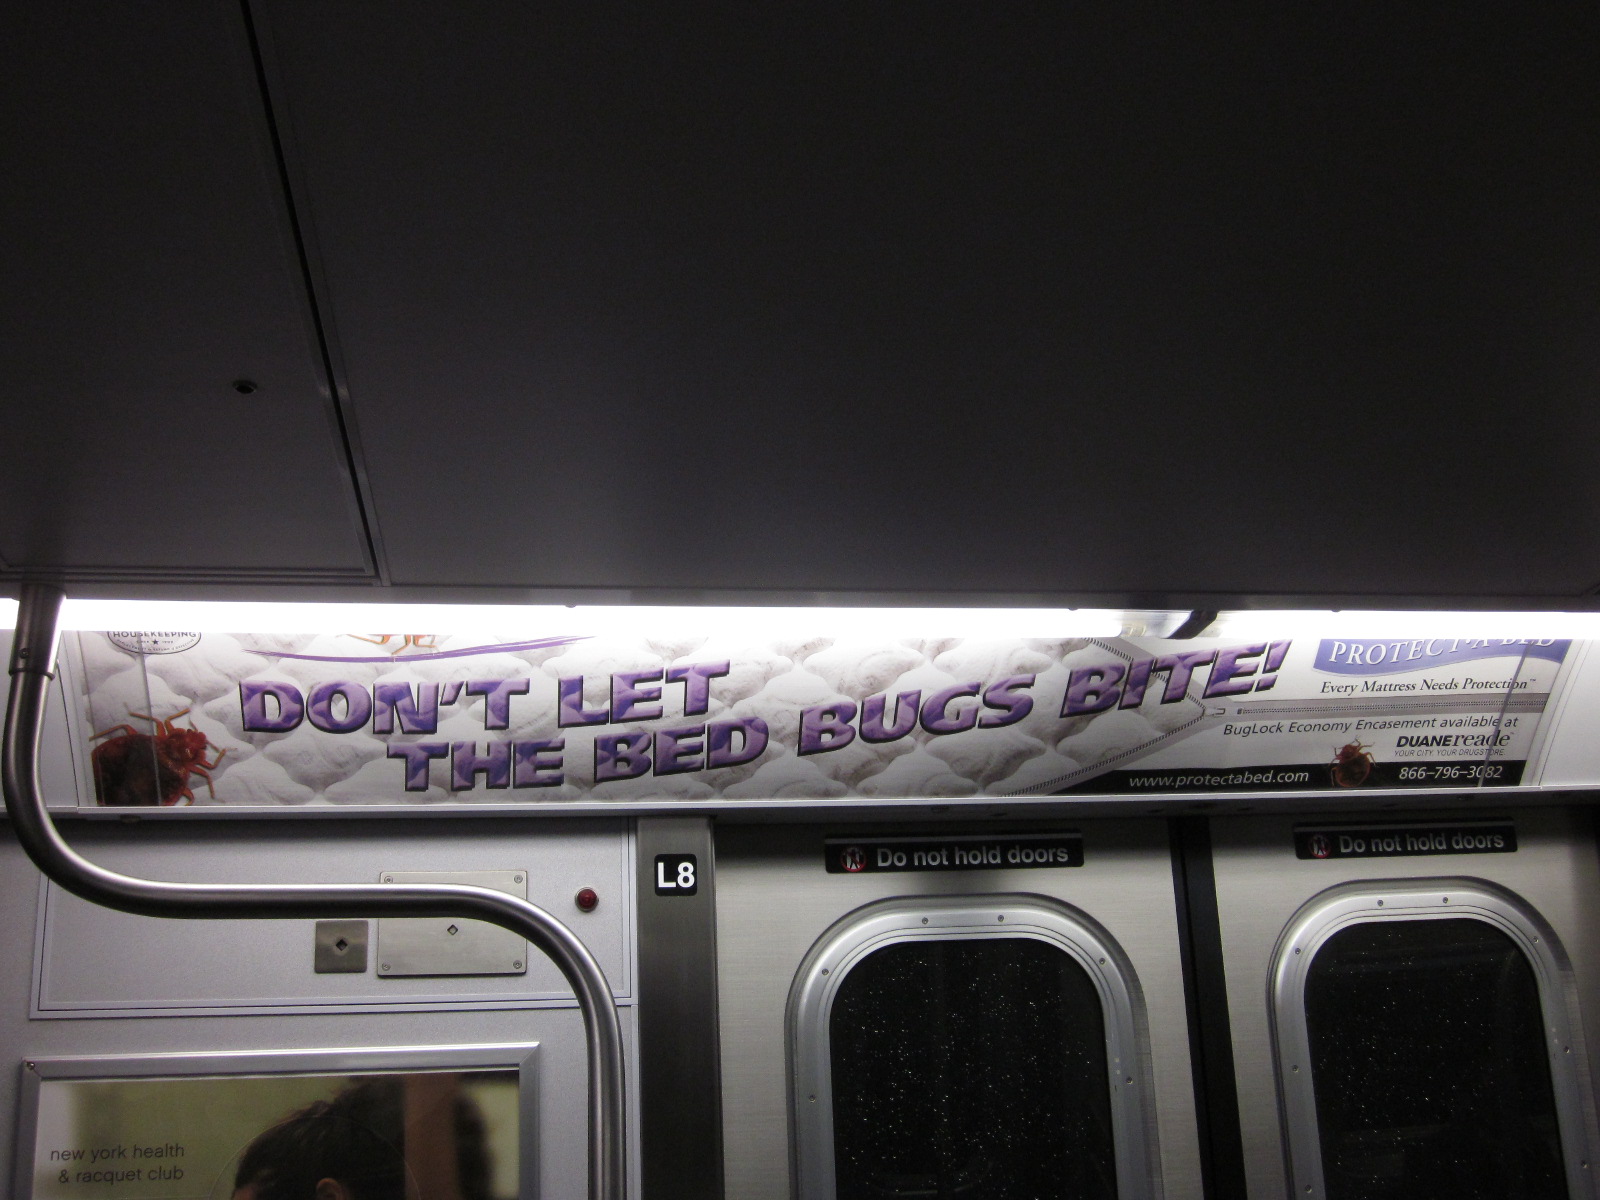 HOUSEKEEPING
DON'T LET
THE BED BUGS BITE!
PROTECT·A·BED
Every Mattress Needs Protection™
BugLock Economy Encasement available at
DUANEreade
YOUR CITY. YOUR DRUGSTORE.
www.protectabed.com
866-796-3082
L8
Do not hold doors
Do not hold doors
new york health
& racquet club